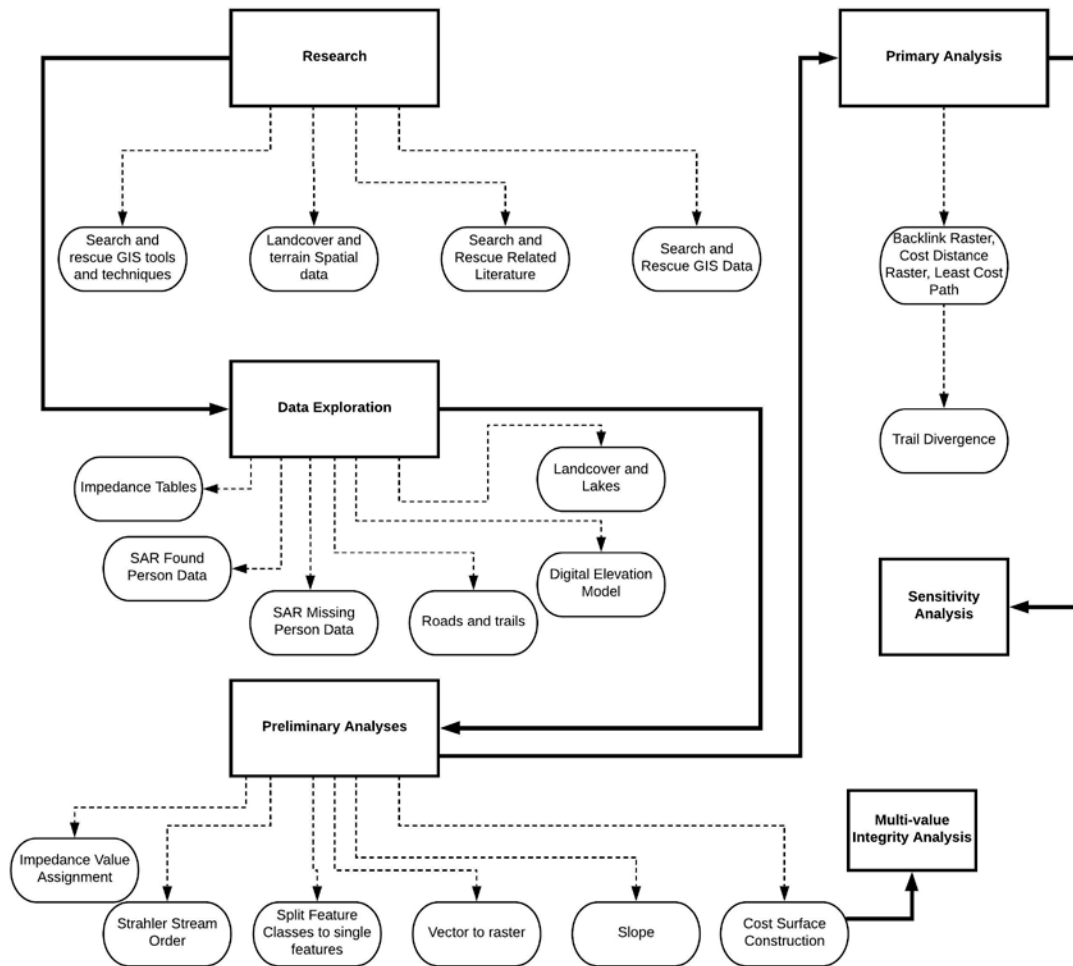 Research
Primary Analysis
Search and
rescue GIS tools
and techniques
Landcover and
terrain Spatial
data
Search and
Rescue Related
Literature
Search and
Rescue GIS Data
Backlink Raster,
Cost Distance
Raster, Least Cost
Path
Data Exploration
Trail Divergence
Landcover and
Lakes
Impedance Tables
SAR Found
Person Data
Digital Elevation
Model
SAR Missing
Person Data
Roads and trails
Sensitivity
Analysis
Preliminary Analyses
Multi-value
Integrity Analysis
Impedance Value
Assignment
Strahler Stream
Order
Split Feature
Classes to single
features
Vector to raster
Slope
Cost Surface
Construction